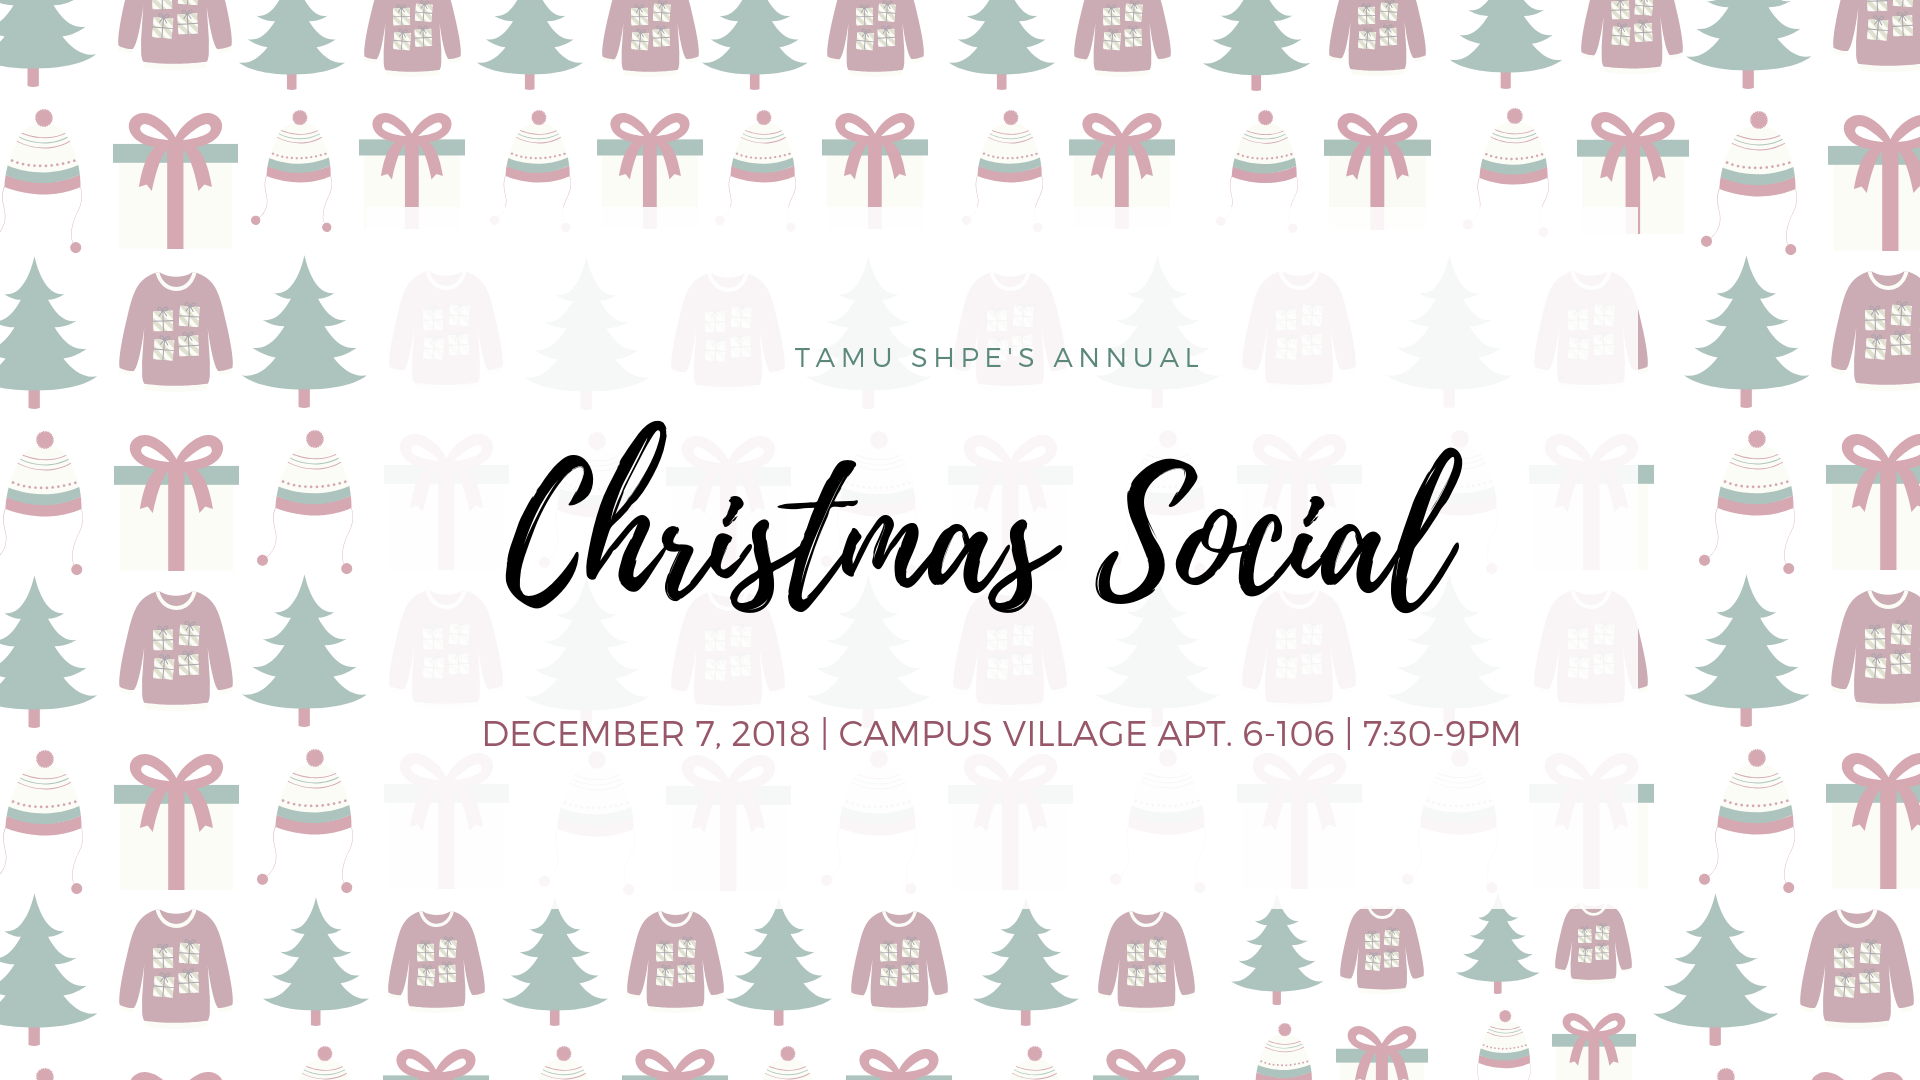 TAMU SHPE'S ANNUAL
Christmas Social
DECEMBER 7, 2018 | CAMPUS VILLAGE APT. 6-106 | 7:30-9PM